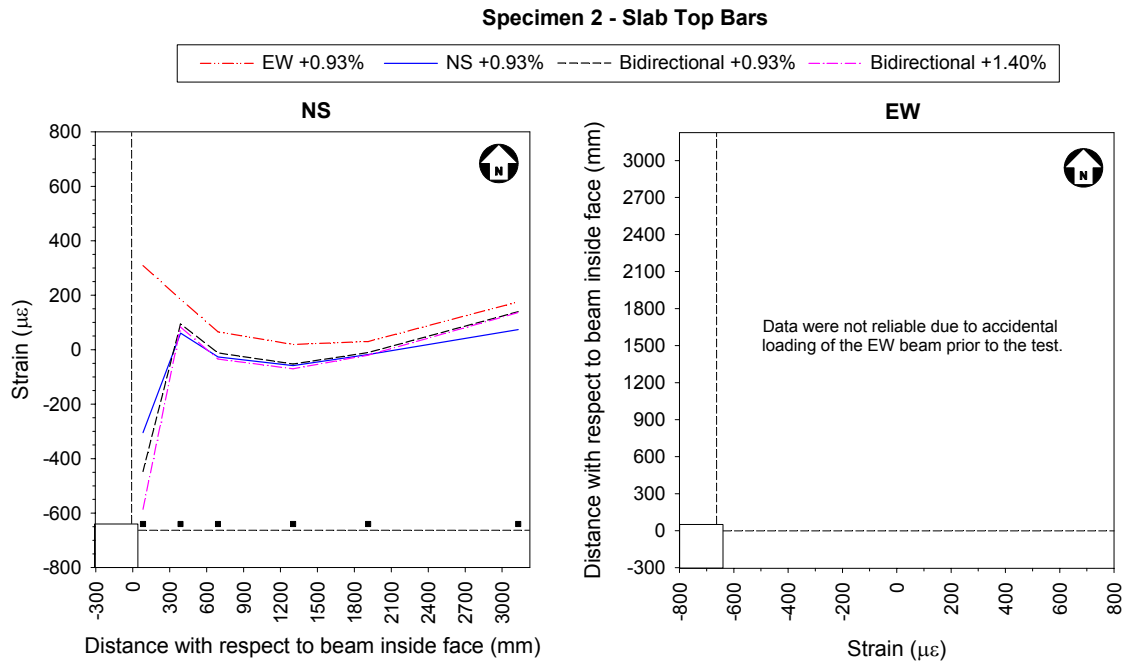 Specimen 2 - Slab Top Bars
EW +0.93% NS +0.93% Bidirectional +0.93% Bidirectional +1.40%
NS
800
600
400
200
0
-200
-400
-600
-800
Strain (με)
N
-300 0 300 600 900 1200 1500 1800 2100 2400 2700 3000
Distance with respect to beam inside face (mm)
EW
Distance with respect to beam inside face (mm)
3000
2700
2400
2100
1800
1500
1200
900
600
300
0
-300
N
Data were not reliable due to accidental
loading of the EW beam prior to the test.
-800 -600 -400 -200 0 200 400 600 800
Strain (με)